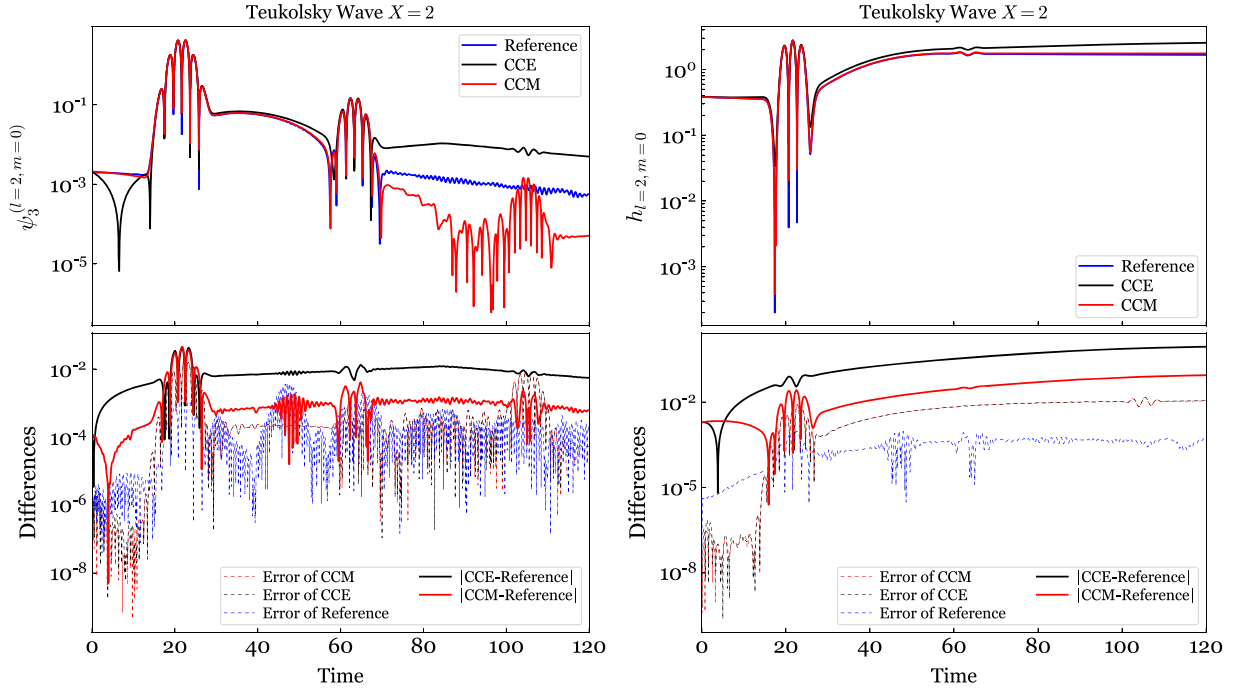 Teukolsky Wave X = 2
10⁻¹
10⁻³
10⁻⁵
ψ₃^(l=2, m=0)
Reference
CCE
CCM
Teukolsky Wave X = 2
10⁰
10⁻¹
10⁻²
10⁻³
h_l=2, m=0
Reference
CCE
CCM
10⁻²
10⁻⁴
10⁻⁶
10⁻⁸
Differences
Error of CCM
Error of CCE
Error of Reference
|CCE-Reference|
|CCM-Reference|
0 20 40 60 80 100 120
Time
10⁻²
10⁻⁵
10⁻⁸
Differences
Error of CCM
Error of CCE
Error of Reference
|CCE-Reference|
|CCM-Reference|
0 20 40 60 80 100 120
Time